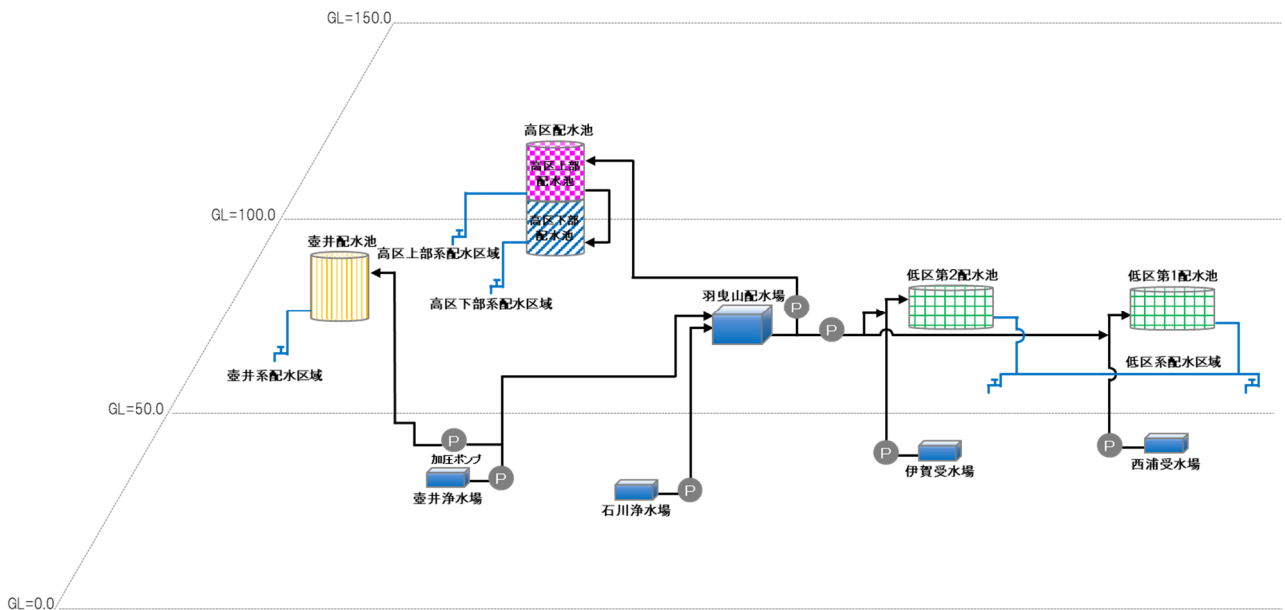 GL=150.0
高区配水池
高区上部
配水池
GL=100.0
高区下部
配水池
壺井配水池
高区上部系配水区域
高区下部系配水区域
低区第2配水池
低区第1配水池
羽曳山配水場
P
P
壺井系配水区域
低区系配水区域
GL=50.0
P
加圧ポンプ
P
P
伊賀受水場
西浦受水場
壺井浄水場
P
P
石川浄水場
GL=0.0